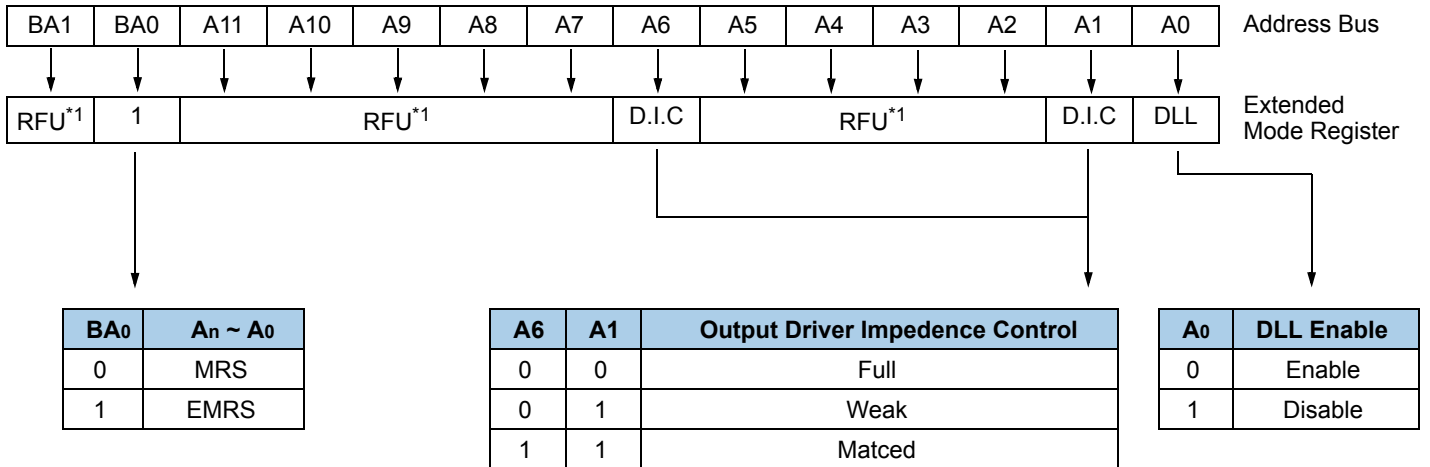 BA1 BA0 A11 A10 A9 A8 A7 A6 A5 A4 A3 A2 A1 A0 Address Bus
RFU*1 1 RFU*1 D.I.C RFU*1 D.I.C DLL Extended
Mode Register
BA0 An ~ A0
0 MRS
1 EMRS
A6 A1 Output Driver Impedence Control
0 0 Full
0 1 Weak
1 1 Matced
A0 DLL Enable
0 Enable
1 Disable